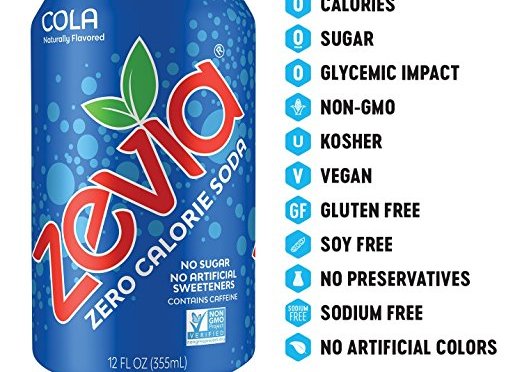 COLA
Naturally Flavored
zevia®
ZERO CALORIE SODA
NO SUGAR
NO ARTIFICIAL
SWEETENERS
CONTAINS CAFFEINE
NON
GMO
Project
VERIFIED
12 FL OZ (355mL)
0 CALORIES
0 SUGAR
0 GLYCEMIC IMPACT
NON-GMO
U KOSHER
V VEGAN
GF GLUTEN FREE
SOY FREE
NO PRESERVATIVES
SODIUM FREE SODIUM FREE
NO ARTIFICIAL COLORS